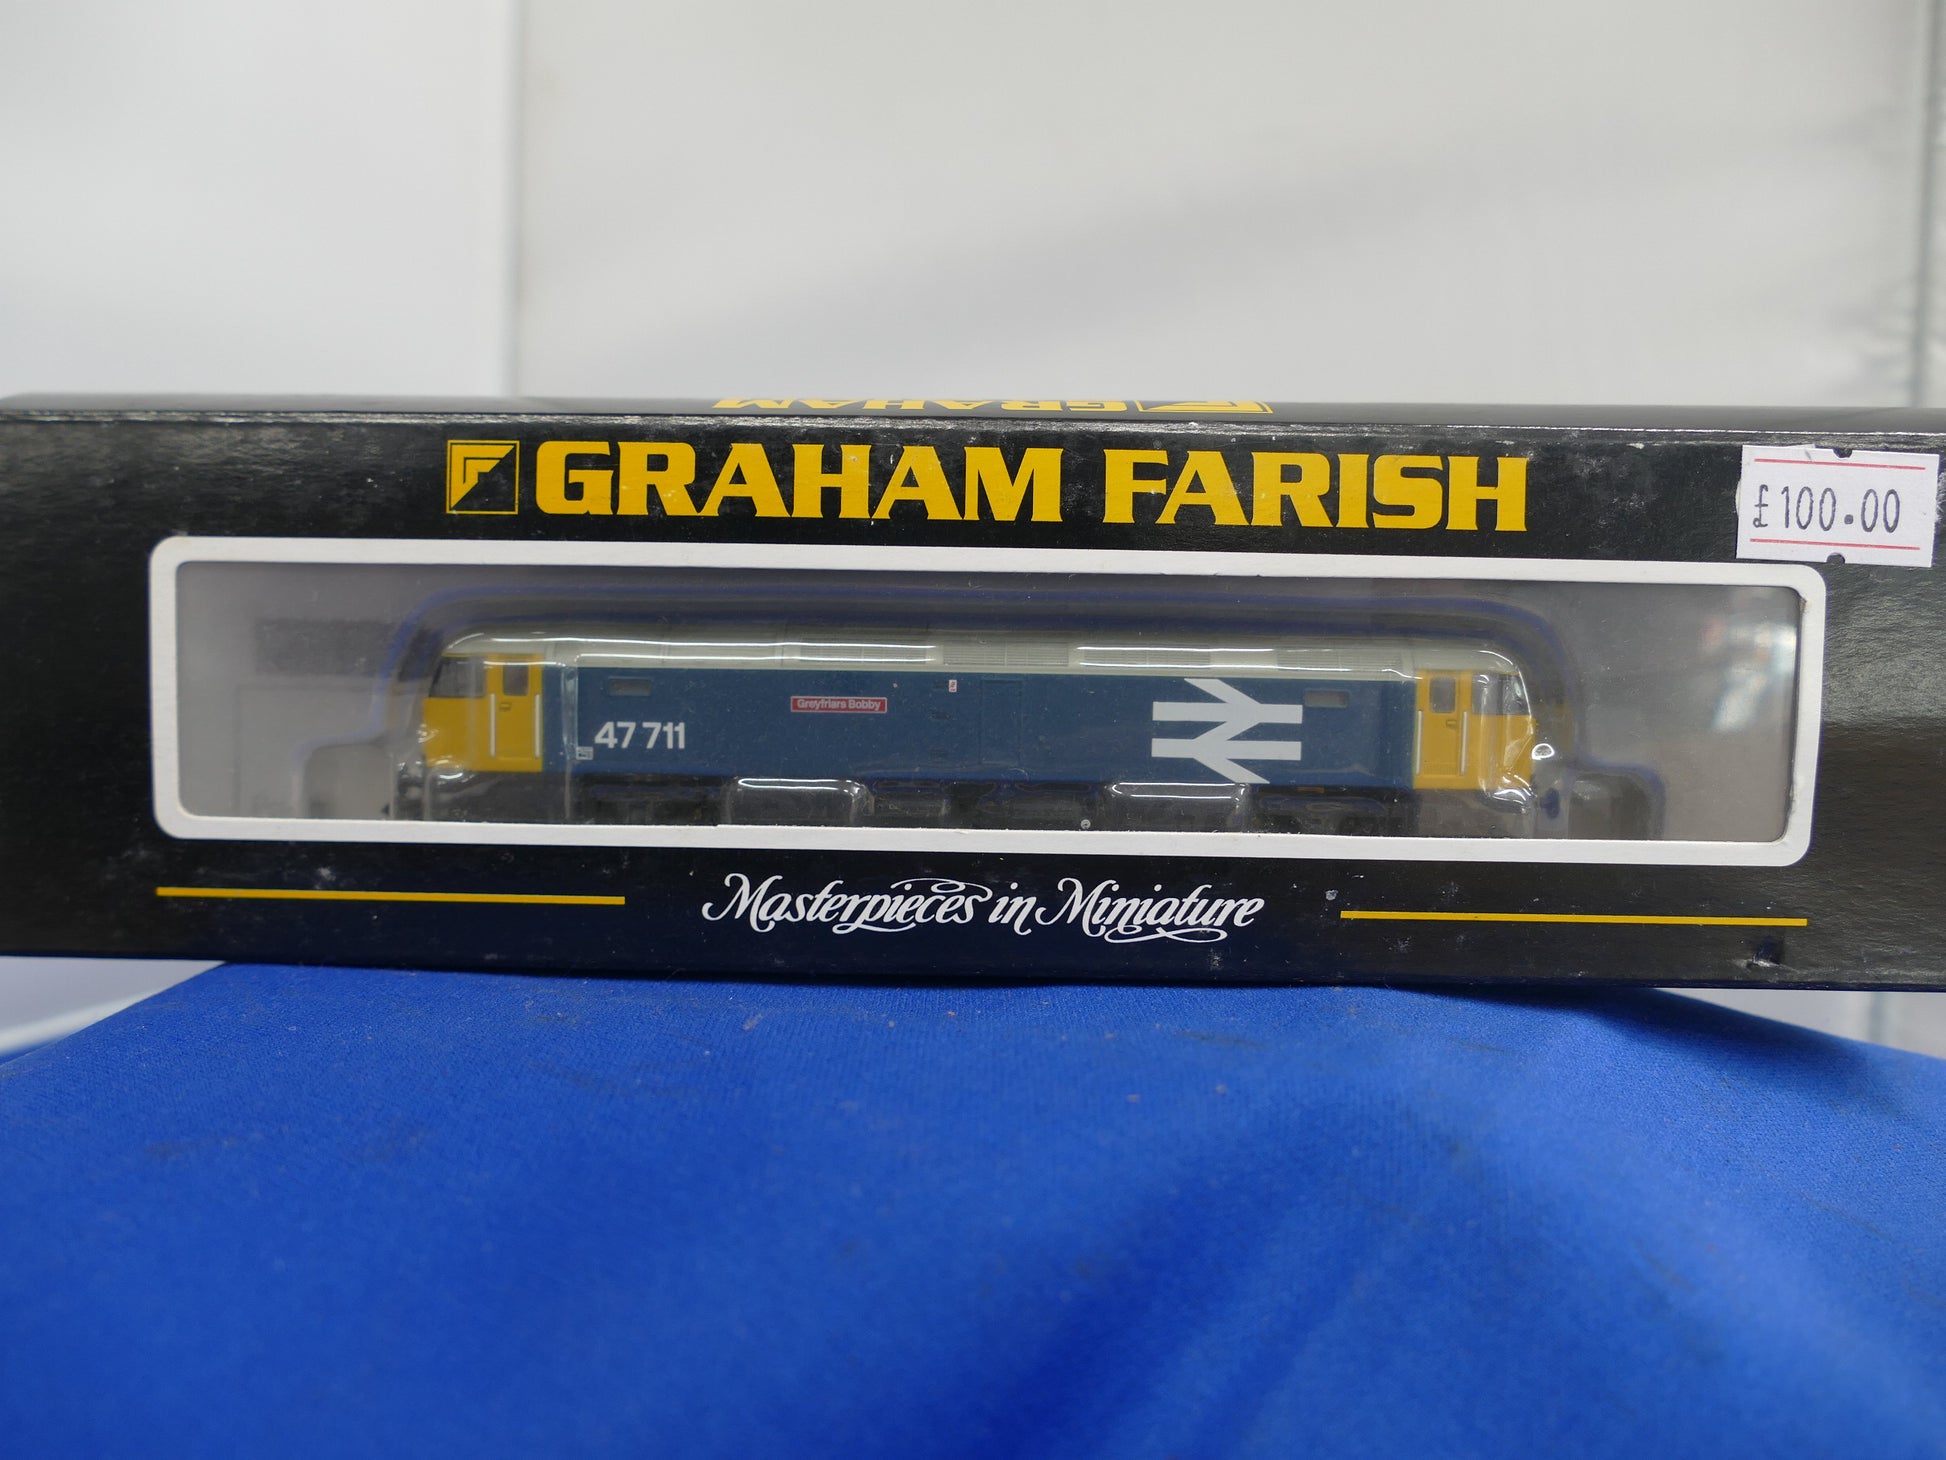 GRAHAM
GRAHAM FARISH
£100.00
Greyfriars Bobby
47 711
Masterpieces in Miniature